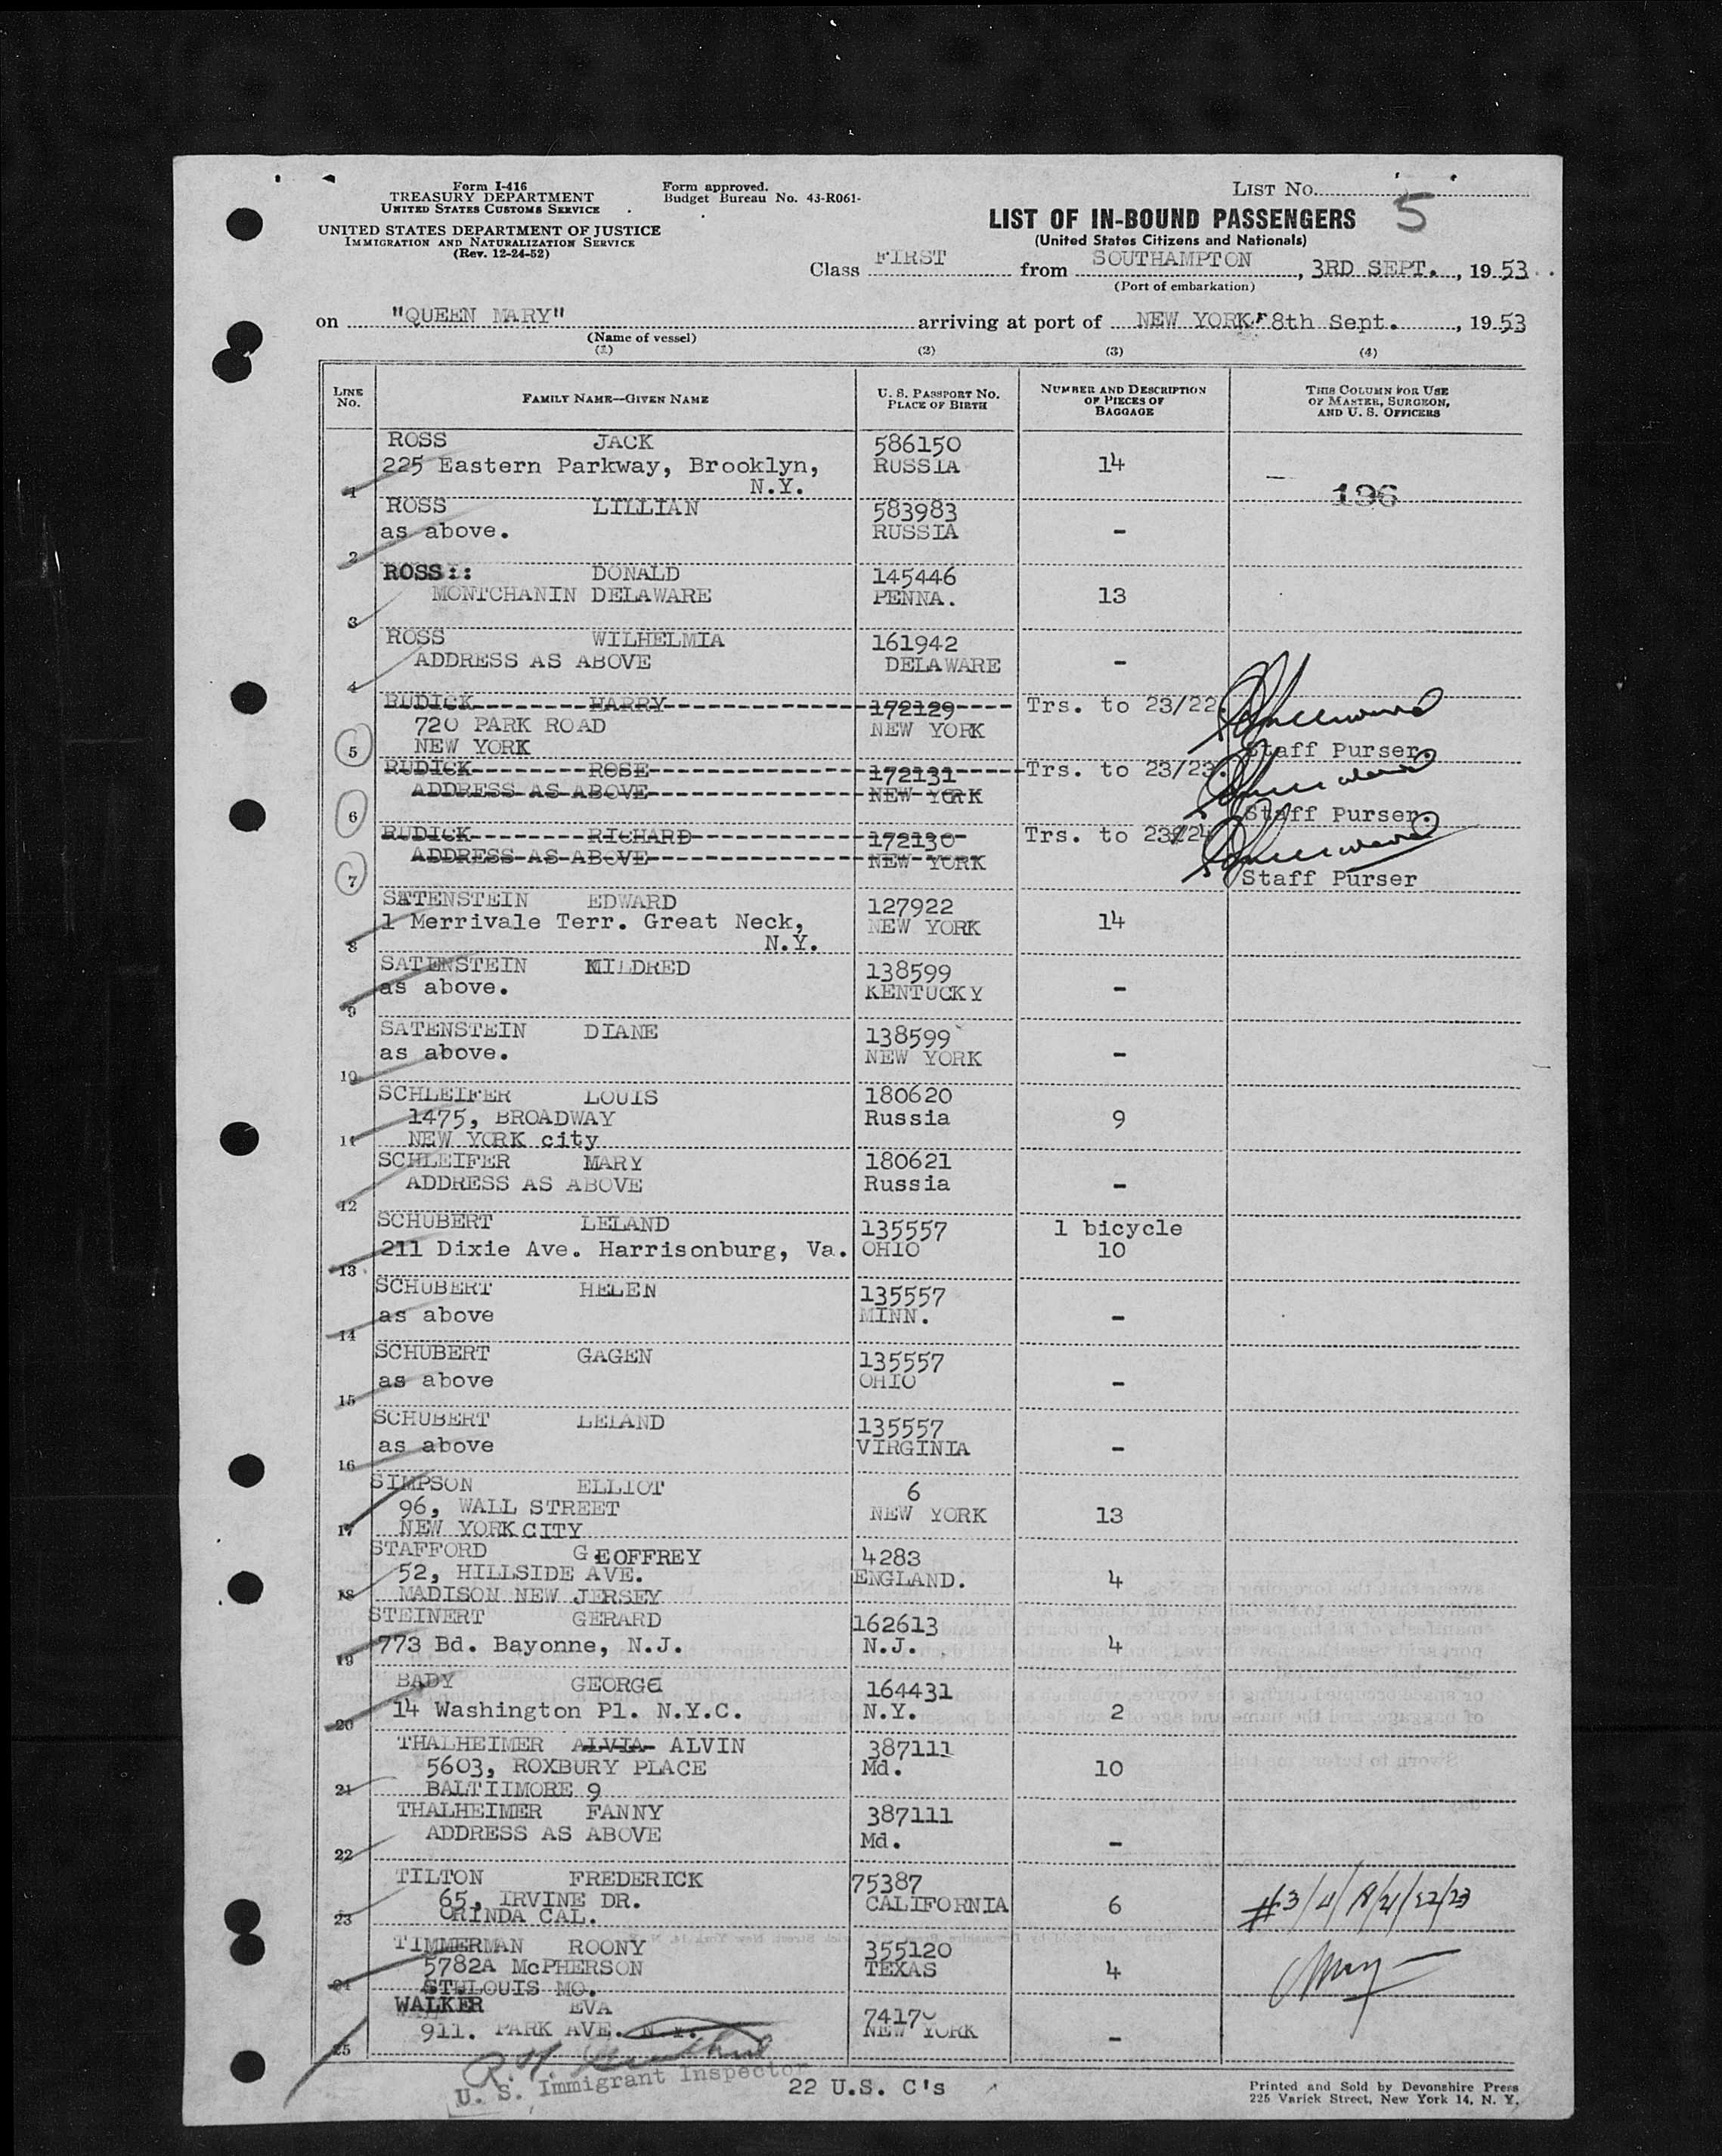 Form I-416
TREASURY DEPARTMENT
UNITED STATES CUSTOMS SERVICE
UNITED STATES DEPARTMENT OF JUSTICE
IMMIGRATION AND NATURALIZATION SERVICE
(Rev. 12-24-52)
Form approved.
Budget Bureau No. 43-R061-
LIST No.
5
LIST OF IN-BOUND PASSENGERS
(United States Citizens and Nationals)
Class FIRST from SOUTHAMPTON, 3RD SEPT., 1953
(Port of embarkation)
on "QUEEN MARY" arriving at port of NEW YORK 8th Sept., 1953
(Name of vessel)
(1) (2) (3) (4)
LINE No.
FAMILY NAME—GIVEN NAME
U. S. PASSPORT NO. PLACE OF BIRTH
NUMBER AND DESCRIPTION OF PIECES OF BAGGAGE
THIS COLUMN FOR USE OF MASTER, SURGEON, AND U. S. OFFICERS
ROSS JACK 586150
225 Eastern Parkway, Brooklyn, RUSSIA 14
1 N.Y. 196
ROSS LILLIAN 583983
as above. RUSSIA -
2
ROSS:: DONALD 145446
MONTCHANIN DELAWARE PENNA. 13
3
ROSS WILHELMIA 161942
ADDRESS AS ABOVE DELAWARE -
4
RUDICK HARRY 172129 Trs. to 23/22.
720 PARK ROAD NEW YORK
5 NEW YORK Staff Purser.
RUDICK ROSE 172131 Trs. to 23/23.
ADDRESS AS ABOVE NEW YORK
6 Staff Purser.
RUDICK RICHARD 172130 Trs. to 23/24
ADDRESS AS ABOVE NEW YORK
7 Staff Purser
SATENSTEIN EDWARD 127922
1 Merrivale Terr. Great Neck, NEW YORK 14
8 N.Y.
SATENSTEIN MILDRED 138599
as above. KENTUCKY -
9
SATENSTEIN DIANE 138599
as above. NEW YORK -
10
SCHLEIFER LOUIS 180620
1475, BROADWAY Russia 9
11 NEW YORK city
SCHLEIFER MARY 180621
ADDRESS AS ABOVE Russia -
12
SCHUBERT LELAND 135557 1 bicycle
211 Dixie Ave. Harrisonburg, Va. OHIO 10
13
SCHUBERT HELEN 135557
as above MINN. -
14
SCHUBERT GAGEN 135557
as above OHIO -
15
SCHUBERT LELAND 135557
as above VIRGINIA -
16
SIMPSON ELLIOT 6
96, WALL STREET NEW YORK 13
17 NEW YORK CITY
STAFFORD GEOFFREY 4283
52, HILLSIDE AVE. ENGLAND. 4
18 MADISON NEW JERSEY
STEINERT GERARD 162613
773 Bd. Bayonne, N.J. N.J. 4
19
BADY GEORGE 164431
14 Washington Pl. N.Y.C. N.Y. 2
20
THALHEIMER ALVIA ALVIN 387111
5603, ROXBURY PLACE Md. 10
21 BALTIIMORE 9
THALHEIMER FANNY 387111
ADDRESS AS ABOVE Md. -
22
TILTON FREDERICK 75387
65, IRVINE DR. CALIFORNIA 6
23 ORINDA CAL.
TIMMERMAN ROONY 355120
5782A McPHERSON TEXAS 4
24 ST LOUIS MO.
WALKER EVA
911. PARK AVE. N.Y. NEW YORK -
25
U. S. Immigrant Inspector 22 U.S. C's
Printed and Sold by Devonshire Press
225 Varick Street, New York 14, N. Y.